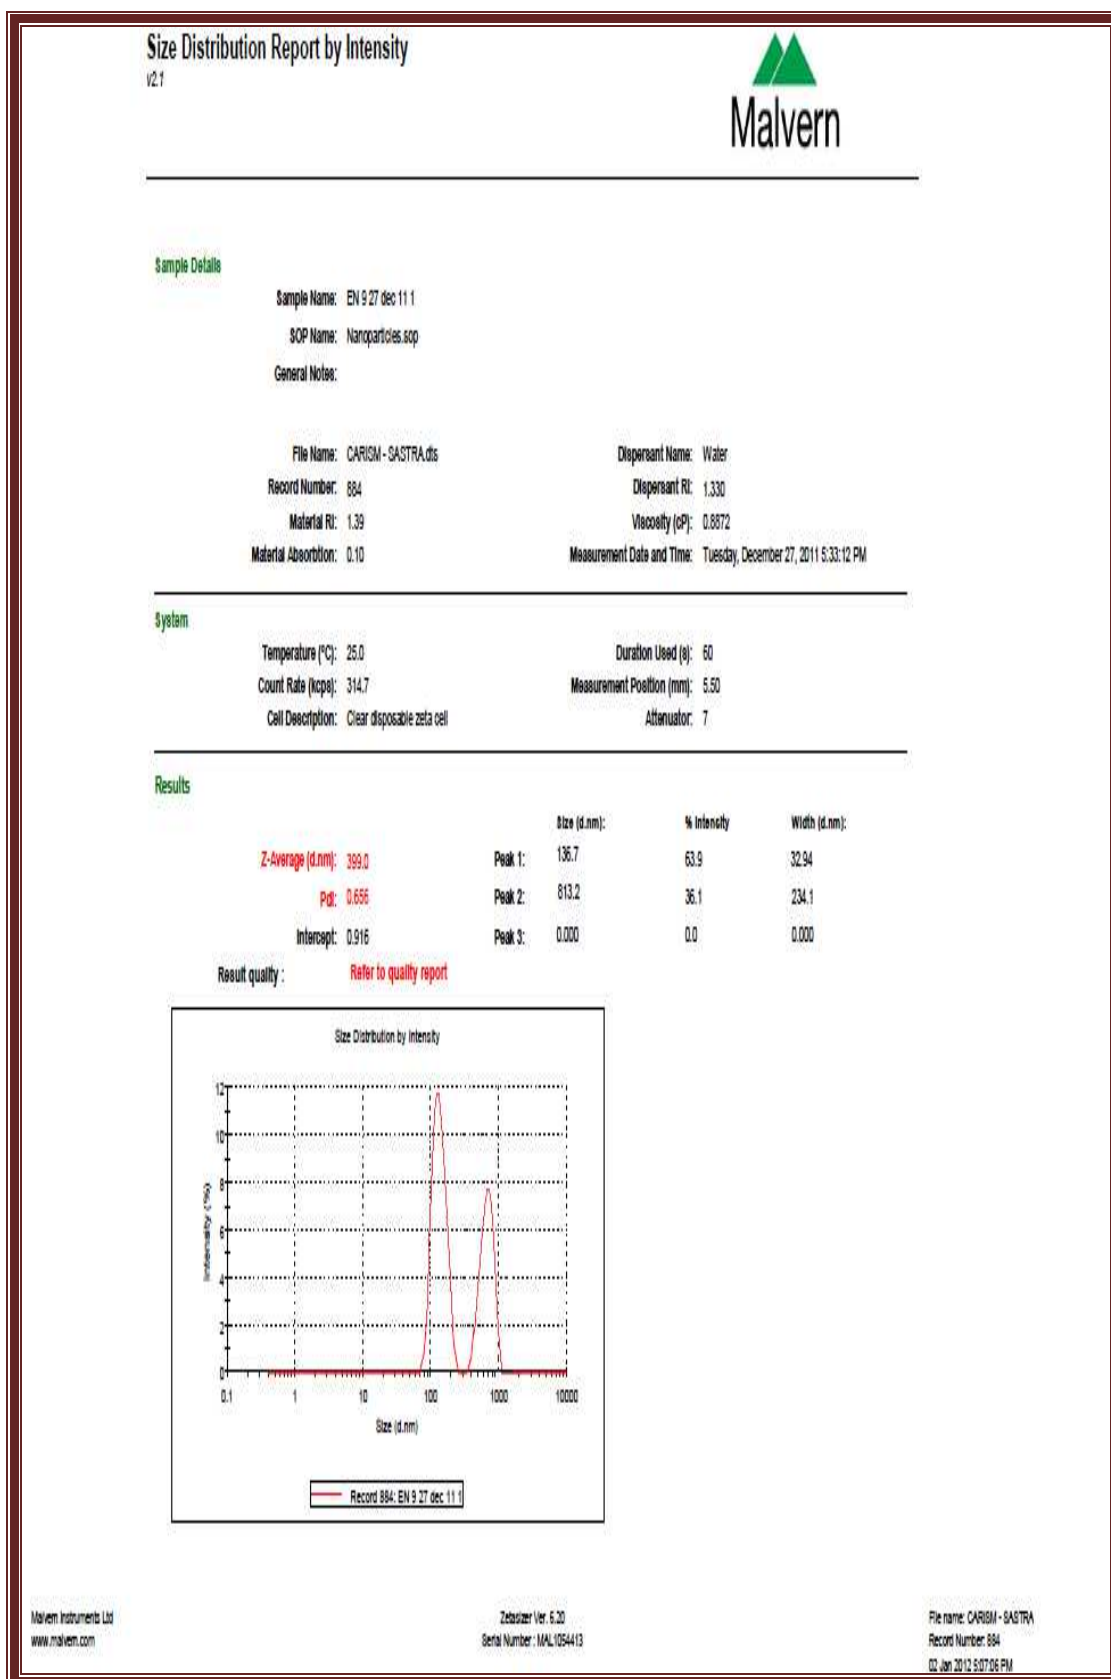 Size Distribution Report by Intensity
v2.1
Malvern
Sample Details
Sample Name: EN 9 27 dec 11 1
SOP Name: Nanoparticles.sop
General Notes:
File Name: CARISM - SASTRA.dts Dispersant Name: Water
Record Number: 884 Dispersant RI: 1.330
Material RI: 1.39 Viscosity (cP): 0.8872
Material Absorbtion: 0.10 Measurement Date and Time: Tuesday, December 27, 2011 5:33:12 PM
System
Temperature (°C): 25.0 Duration Used (s): 60
Count Rate (kcps): 314.7 Measurement Position (mm): 5.50
Cell Description: Clear disposable zeta cell Attenuator: 7
Results
Size (d.nm): % Intensity Width (d.nm):
Z-Average (d.nm): 399.0 Peak 1: 136.7 63.9 32.94
PdI: 0.656 Peak 2: 813.2 36.1 234.1
Intercept: 0.916 Peak 3: 0.000 0.0 0.000
Result quality : Refer to quality report
Size Distribution by Intensity
12
10
8
6
4
2
0
Intensity (%)
0.1 1 10 100 1000 10000
Size (d.nm)
Record 884: EN 9 27 dec 11 1
Malvern Instruments Ltd Zetasizer Ver. 6.20 File name: CARISM - SASTRA
www.malvern.com Serial Number : MAL1054413 Record Number: 884
02 Jan 2012 5:07:06 PM